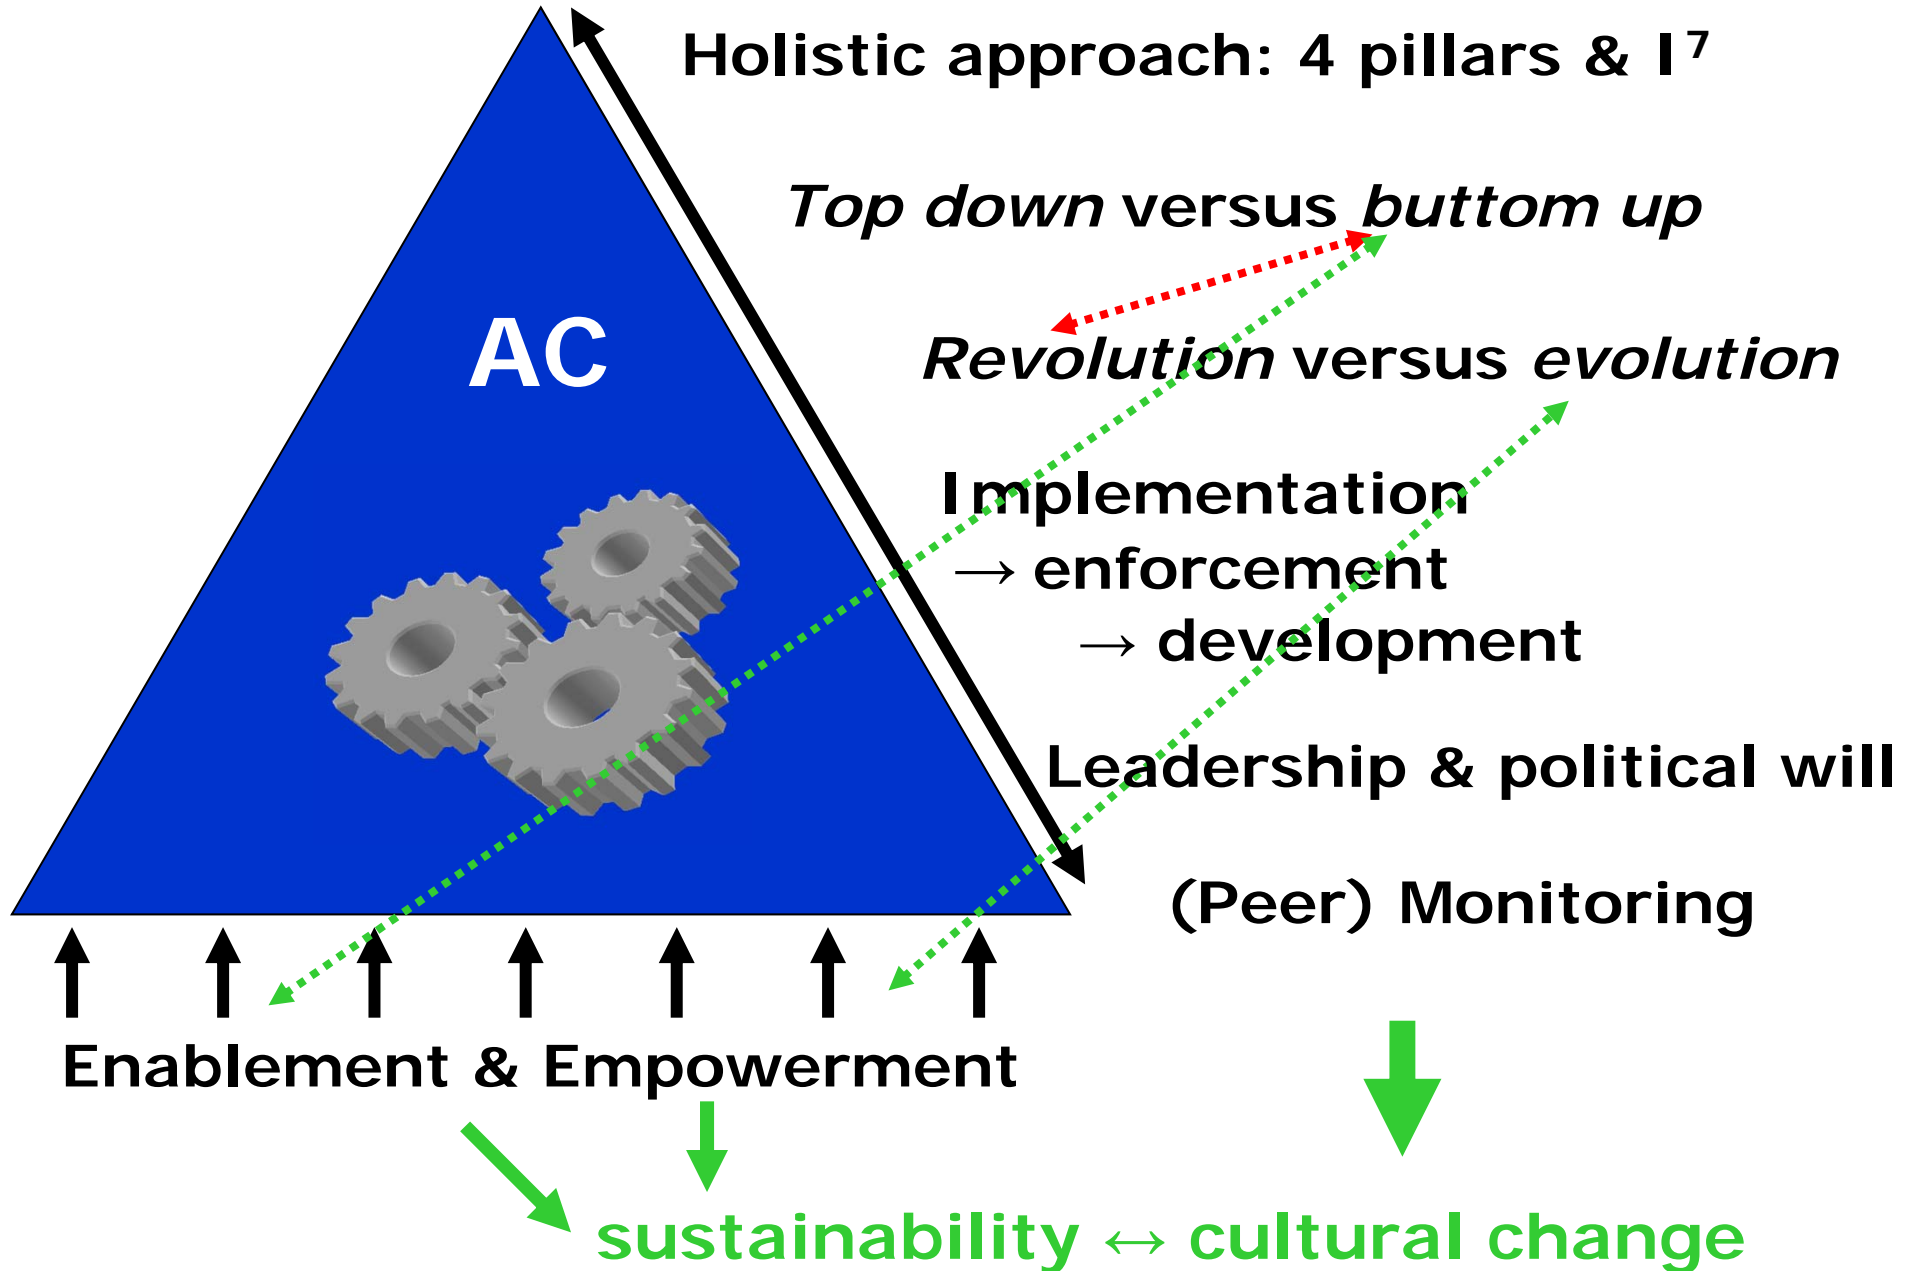 Holistic approach: 4 pillars & I⁷
Top down versus buttom up
AC
Revolution versus evolution
Implementation
→ enforcement
→ development
Leadership & political will
(Peer) Monitoring
Enablement & Empowerment
sustainability ↔ cultural change